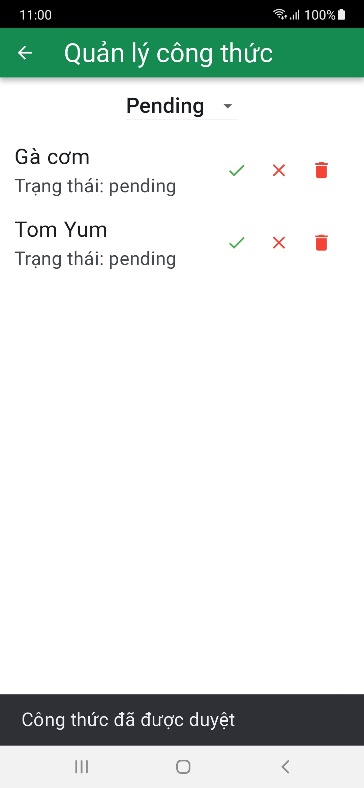 11:00
100%
Quản lý công thức
Pending
Gà cơm
Trạng thái: pending
Tom Yum
Trạng thái: pending
Công thức đã được duyệt